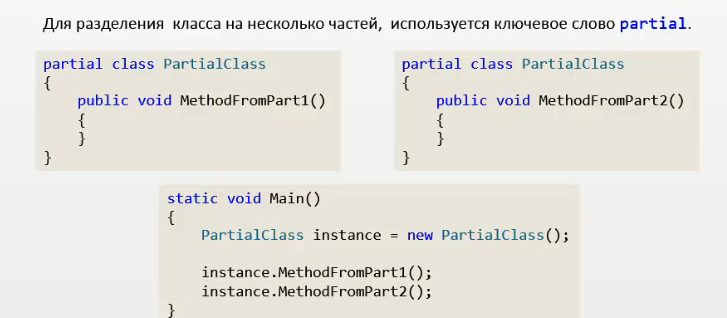 Для разделения класса на несколько частей, используется ключевое слово partial.
partial class PartialClass
{
    public void MethodFromPart1()
    {
    }
}
partial class PartialClass
{
    public void MethodFromPart2()
    {
    }
}
static void Main()
{
    PartialClass instance = new PartialClass();

    instance.MethodFromPart1();
    instance.MethodFromPart2();
}